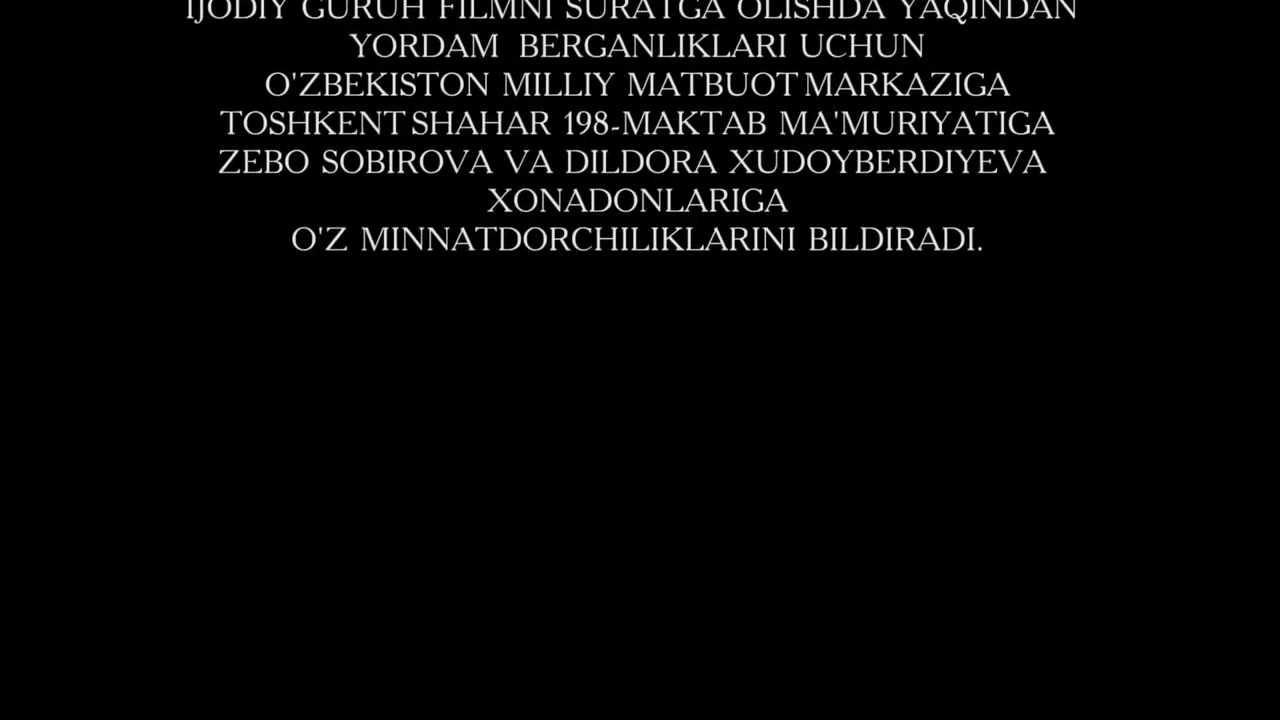 IJODIY GURUH FILMNI SURATGA OLISHDA YAQINDAN
YORDAM BERGANLIKLARI UCHUN
O'ZBEKISTON MILLIY MATBUOT MARKAZIGA
TOSHKENT SHAHAR 198-MAKTAB MA'MURIYATIGA
ZEBO SOBIROVA VA DILDORA XUDOYBERDIYEVA
XONADONLARIGA
O'Z MINNATDORCHILIKLARINI BILDIRADI.